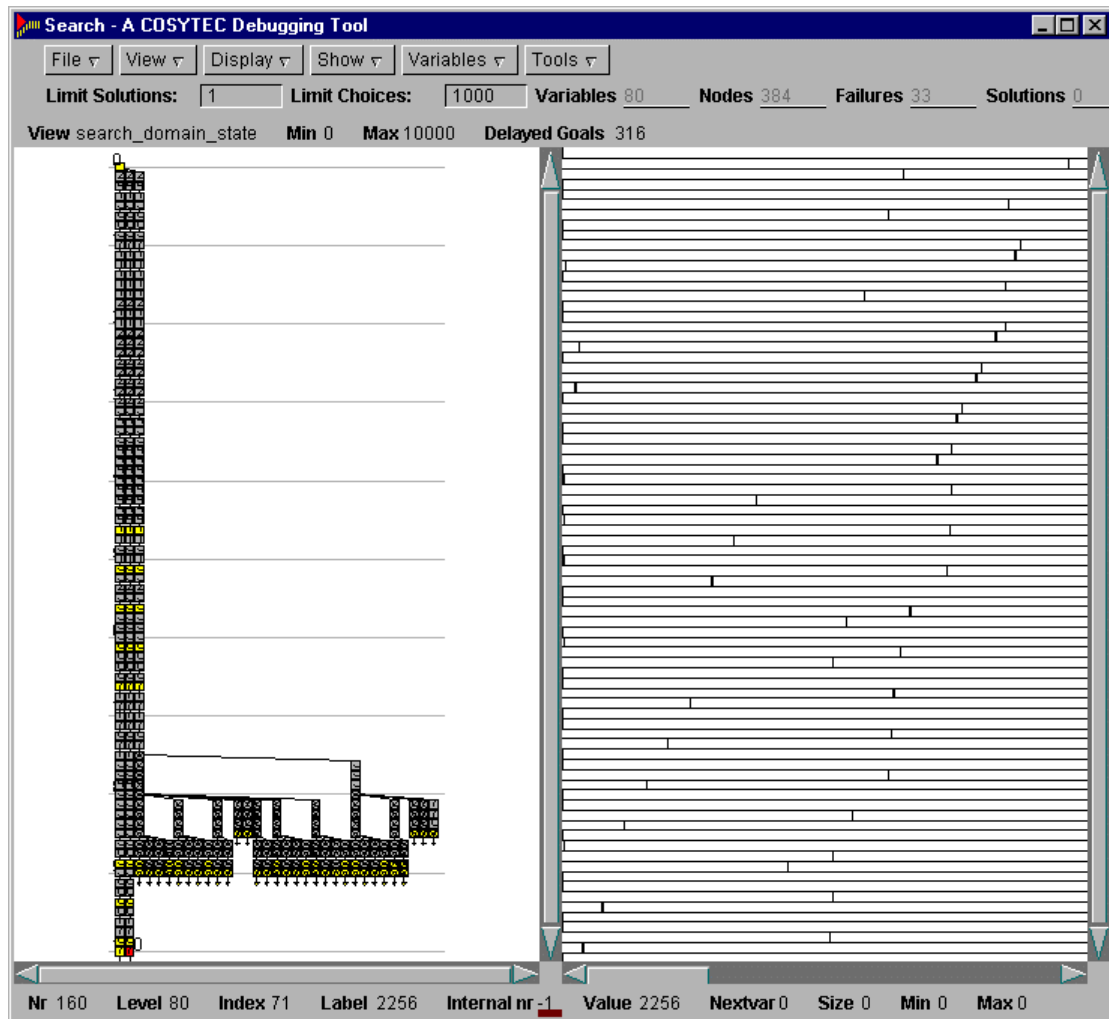 Search - A COSYTEC Debugging Tool
File View Display Show Variables Tools
Limit Solutions: 1 Limit Choices: 1000 Variables 80 Nodes 384 Failures 33 Solutions 0
View search_domain_state Min 0 Max 10000 Delayed Goals 316
0
0
Nr 160 Level 80 Index 71 Label 2256 Internal nr -1 Value 2256 Nextvar 0 Size 0 Min 0 Max 0